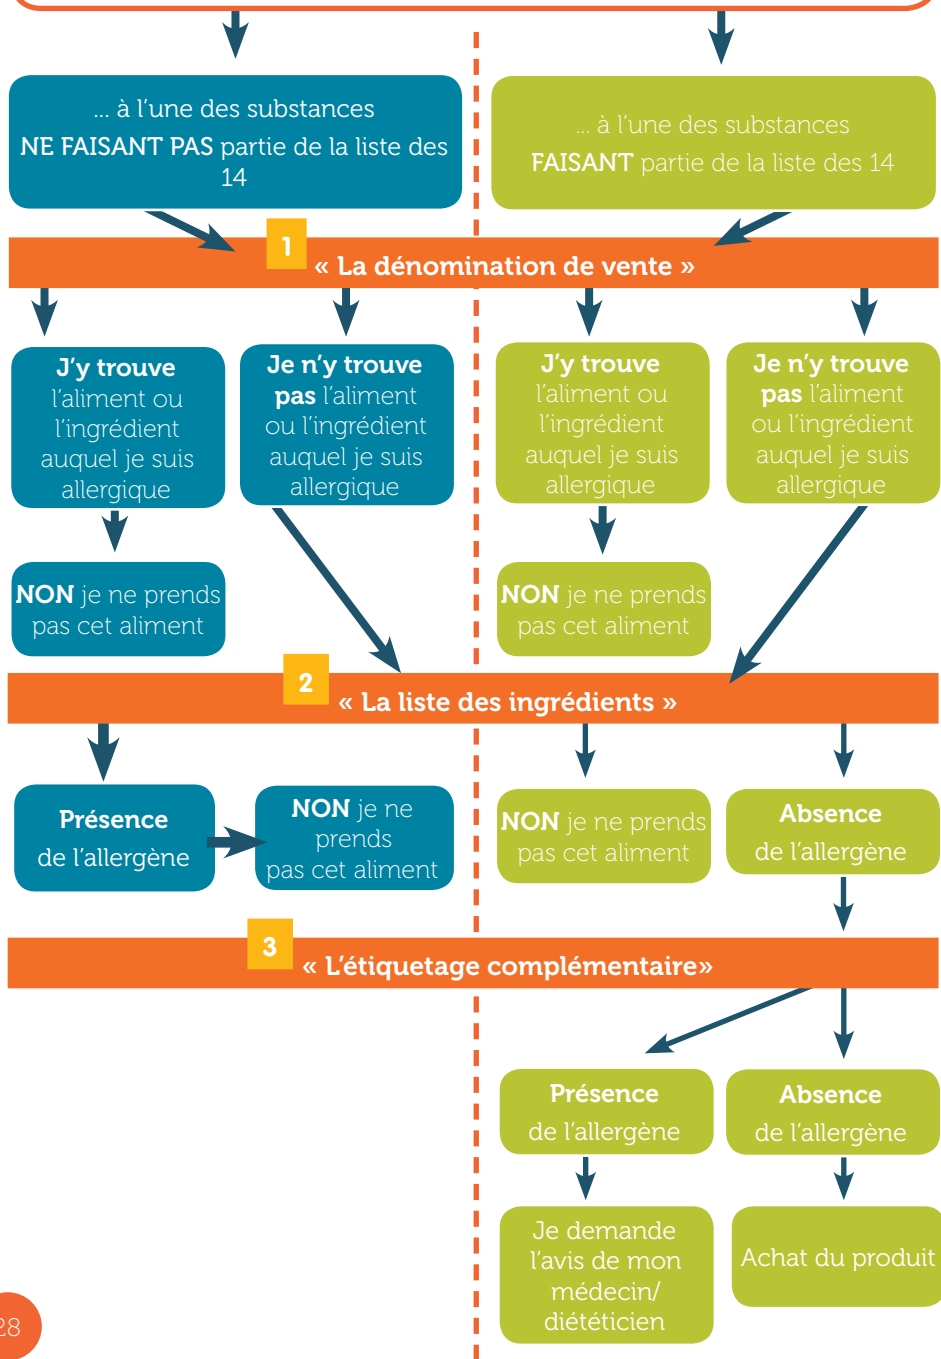 ... à l'une des substances
NE FAISANT PAS partie de la liste des
14
... à l'une des substances
FAISANT partie de la liste des 14
1
« La dénomination de vente »
J'y trouve
l'aliment ou
l'ingrédient
auquel je suis
allergique
Je n'y trouve
pas l'aliment
ou l'ingrédient
auquel je suis
allergique
J'y trouve
l'aliment ou
l'ingrédient
auquel je suis
allergique
Je n'y trouve
pas l'aliment
ou l'ingrédient
auquel je suis
allergique
NON je ne prends
pas cet aliment
NON je ne prends
pas cet aliment
2
« La liste des ingrédients »
Présence
de l'allergène
NON je ne
prends
pas cet aliment
NON je ne prends
pas cet aliment
Absence
de l'allergène
3
« L'étiquetage complémentaire»
Présence
de l'allergène
Absence
de l'allergène
Je demande
l'avis de mon
médecin/
diététicien
Achat du produit
28